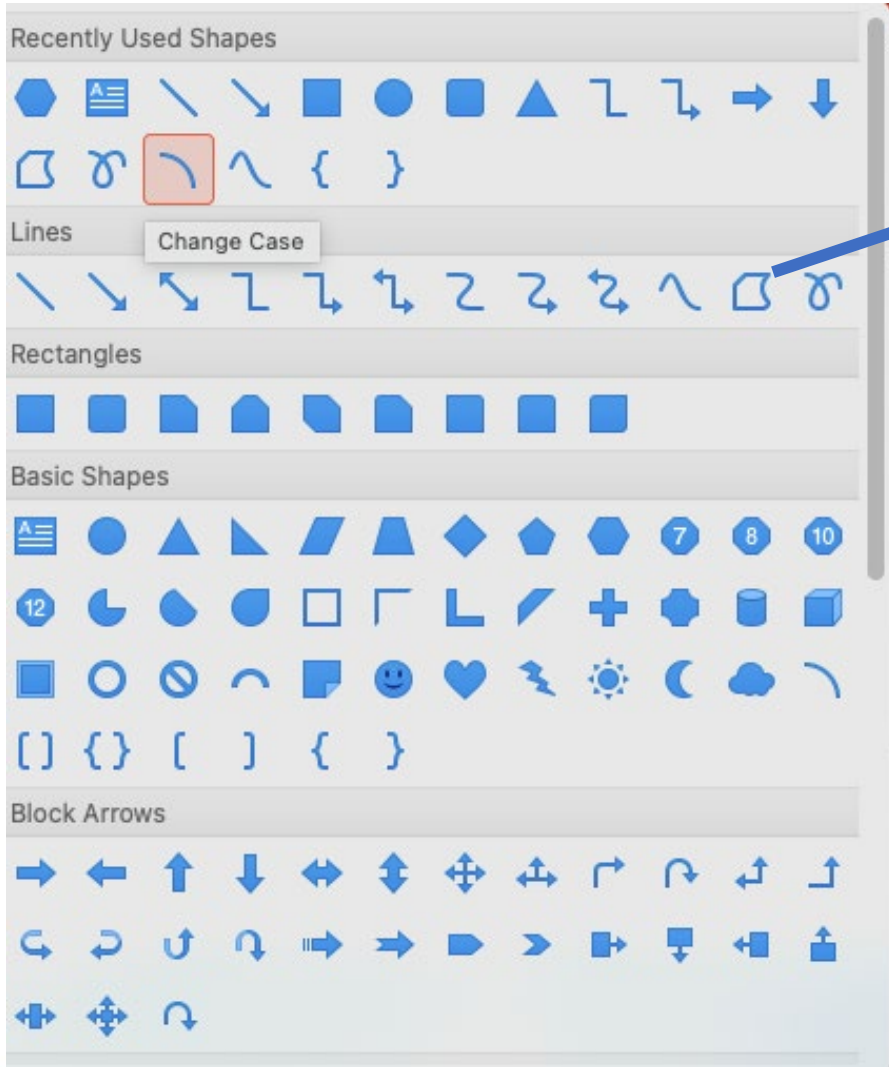 Recently Used Shapes
A
Lines
Change Case
Rectangles
Basic Shapes
A
7 8 10
12
Block Arrows